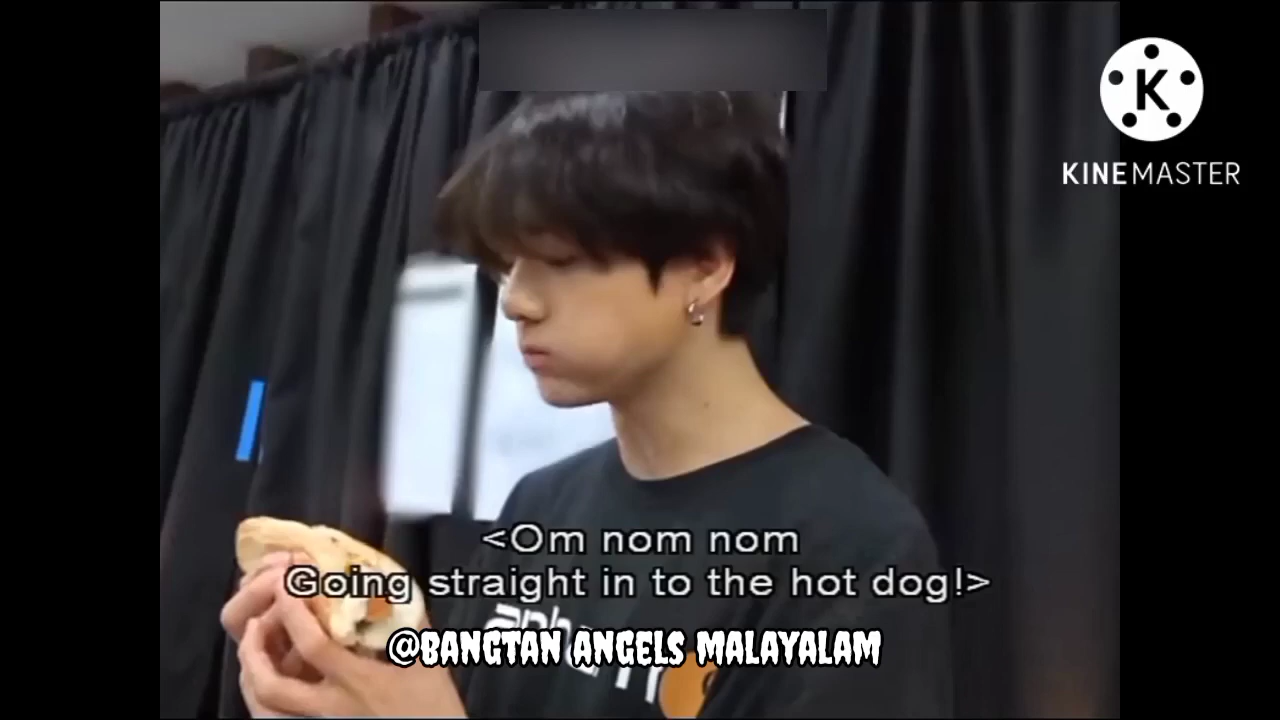 K
KINEMASTER
<Om nom nom
Going straight in to the hot dog!>
@BANGTAN ANGELS MALAYALAM